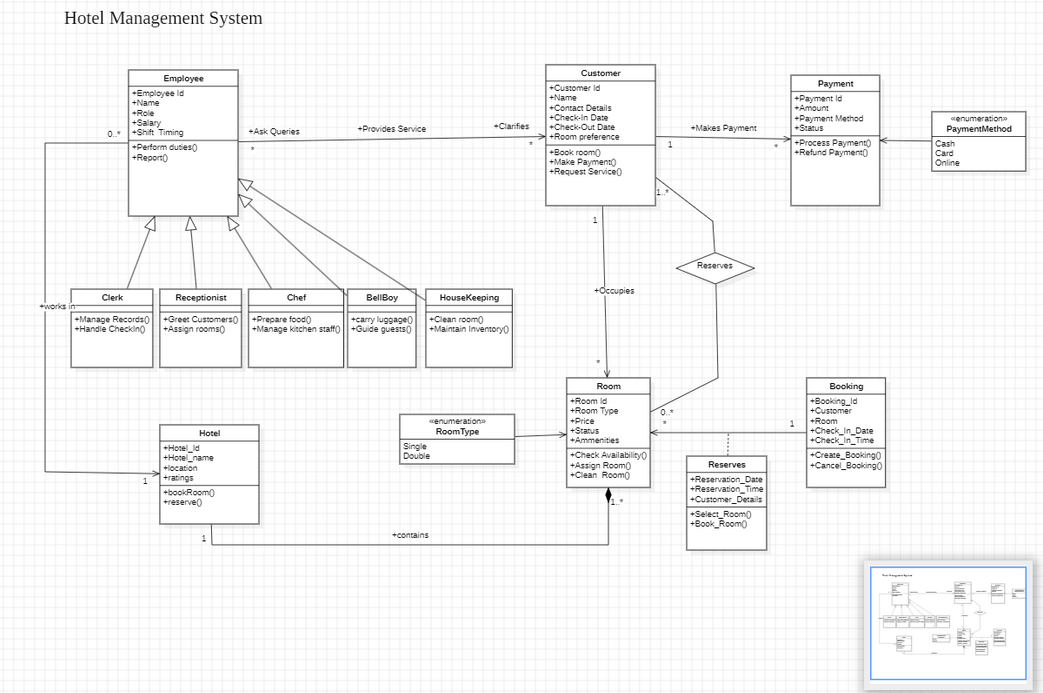 Hotel Management System
Employee
+Employee Id
+Name
+Role
+Salary
+Shift Timing
+Perform duties()
+Report()
0..*
+Ask Queries
*
+Provides Service
+Clarifies
*
Customer
+Customer Id
+Name
+Contact Details
+Check-In Date
+Check-Out Date
+Room preference
+Book room()
+Make Payment()
+Request Service()
+Makes Payment
1
*
Payment
+Payment Id
+Amount
+Payment Method
+Status
+Process Payment()
+Refund Payment()
«enumeration»
PaymentMethod
Cash
Card
Online
1..*
1
Reserves
+Occupies
*
+works in
Clerk
+Manage Records()
+Handle CheckIn()
Receptionist
+Greet Customers()
+Assign rooms()
Chef
+Prepare food()
+Manage kitchen staff()
BellBoy
+carry luggage()
+Guide guests()
HouseKeeping
+Clean room()
+Maintain Inventory()
Room
+Room Id
+Room Type
+Price
+Status
+Ammenities
+Check Availability()
+Assign Room()
+Clean Room()
0..*
*
1
Booking
+Booking_Id
+Customer
+Room
+Check_In_Date
+Check_In_Time
+Create_Booking()
+Cancel_Booking()
«enumeration»
RoomType
Single
Double
Hotel
+Hotel_Id
+Hotel_name
+location
+ratings
+bookRoom()
+reserve()
1
Reserves
+Reservation_Date
+Reservation_Time
+Customer_Details
+Select_Room()
+Book_Room()
1..*
1
+contains